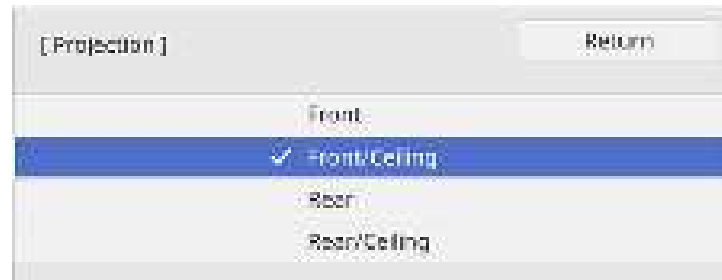 [ Projection ]
Return
Front
Front/Ceiling
Rear
Rear/Ceiling